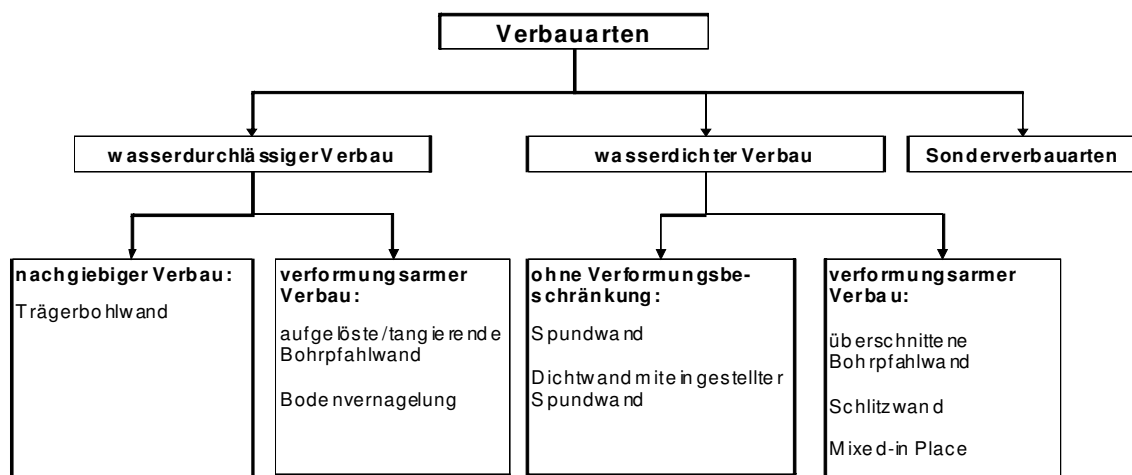 Verbauarten
wasserdurchlässiger Verbau
wasserdichter Verbau
Sonderverbauarten
nachgiebiger Verbau:
Trägerbohlwand
verformungsarmer
Verbau:
aufgelöste/tangierende
Bohrpfahlwand
Bodenvernagelung
ohne Verformungsbe-
schränkung:
Spundwand
Dichtwand mit eingestellter
Spundwand
verformungsarmer
Verbau:
überschnittene
Bohrpfahlwand
Schlitzwand
Mixed-in Place